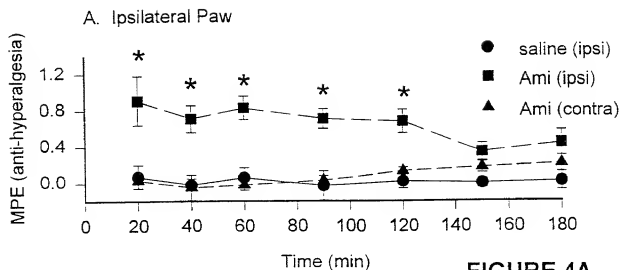 A. Ipsilateral Paw
saline (ipsi)
Ami (ipsi)
Ami (contra)
MPE (anti-hyperalgesia)
1.2
0.8
0.4
0.0
* * * * *
0 20 40 60 80 100 120 140 160 180
Time (min)
FIGURE 4A